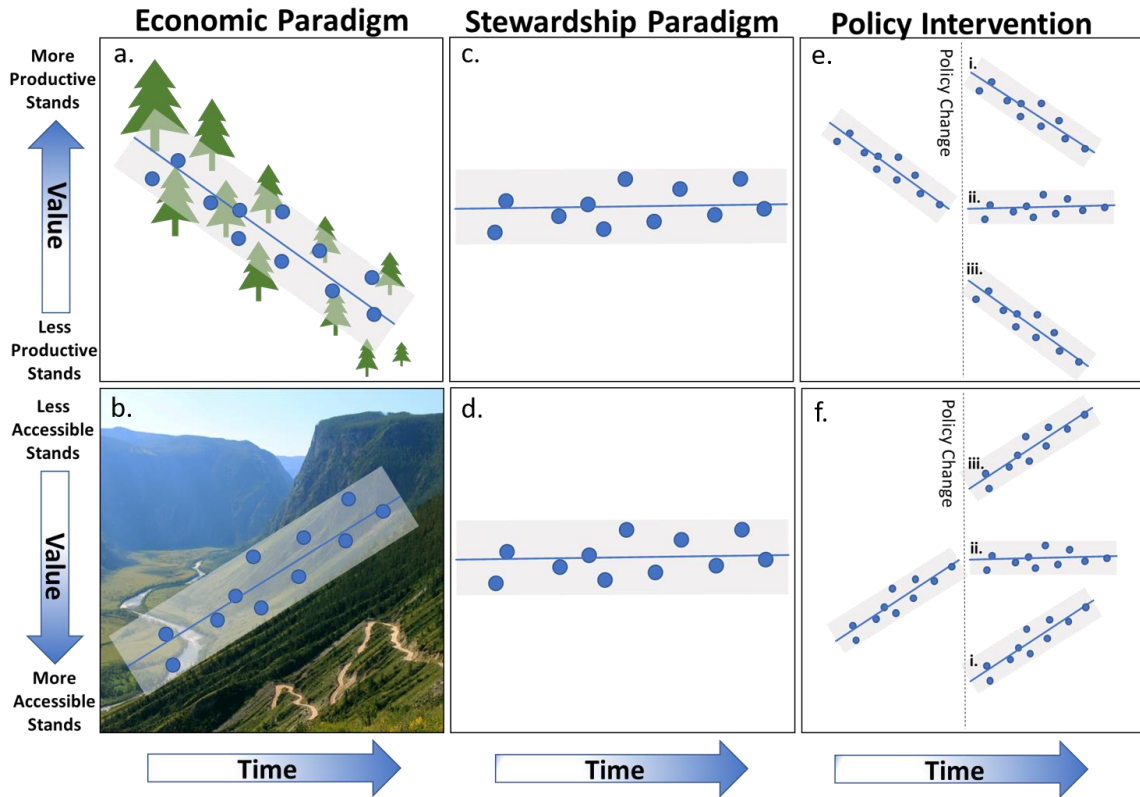 Economic Paradigm
Stewardship Paradigm
Policy Intervention
More
Productive
Stands
Value
Less
Productive
Stands
a.
c.
e.
Policy Change
i.
ii.
iii.
Less
Accessible
Stands
Value
More
Accessible
Stands
b.
d.
f.
Policy Change
iii.
ii.
i.
Time
Time
Time